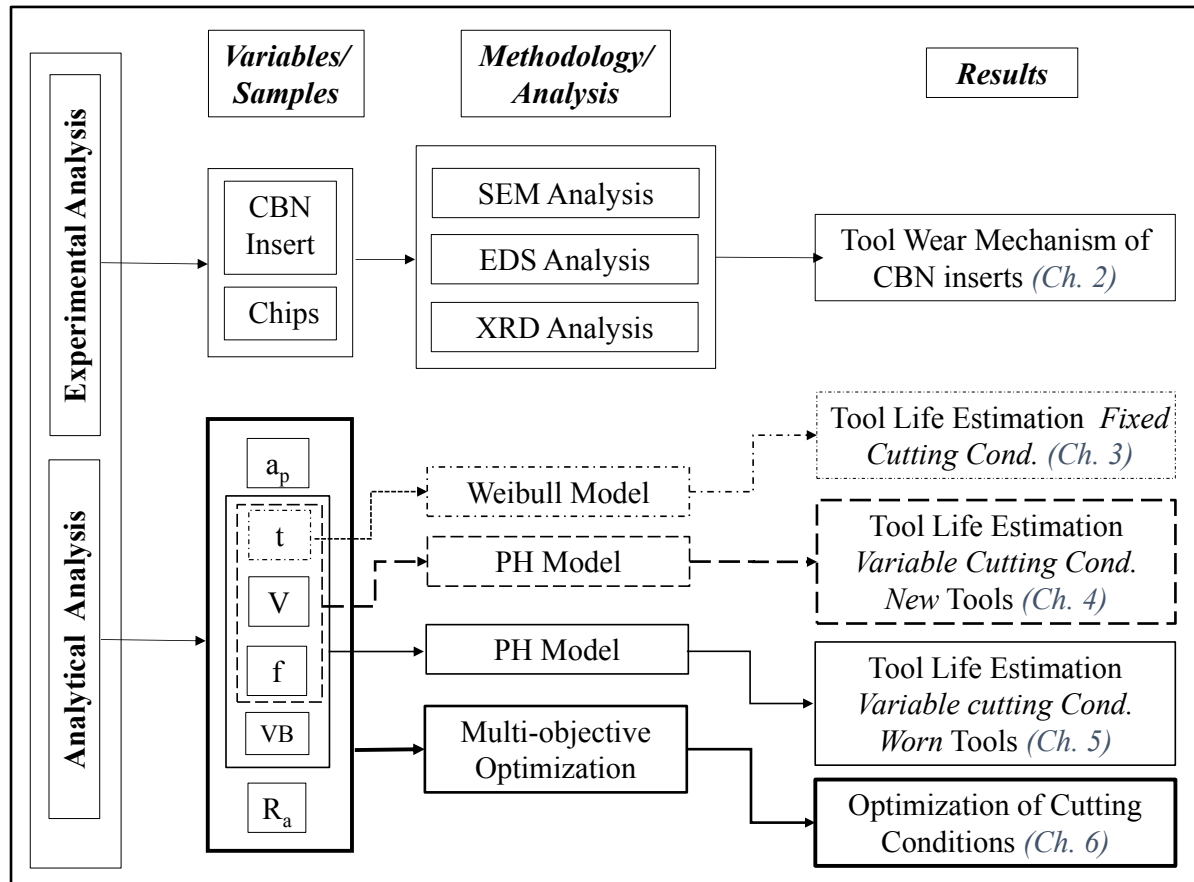 Variables/
Samples
Methodology/
Analysis
Results
Experimental Analysis
CBN
Insert
Chips
SEM Analysis
EDS Analysis
XRD Analysis
Tool Wear Mechanism of
CBN inserts (Ch. 2)
Analytical Analysis
aₚ
t
V
f
VB
Rₐ
Weibull Model
PH Model
PH Model
Multi-objective
Optimization
Tool Life Estimation Fixed
Cutting Cond. (Ch. 3)
Tool Life Estimation
Variable Cutting Cond.
New Tools (Ch. 4)
Tool Life Estimation
Variable cutting Cond.
Worn Tools (Ch. 5)
Optimization of Cutting
Conditions (Ch. 6)